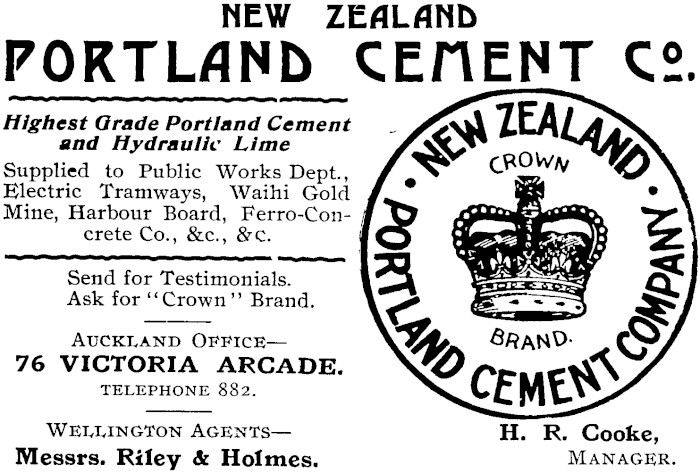 NEW ZEALAND
PORTLAND CEMENT Co.
Highest Grade Portland Cement
and Hydraulic Lime
Supplied to Public Works Dept.,
Electric Tramways, Waihi Gold
Mine, Harbour Board, Ferro-Con-
crete Co., &c., &c.
Send for Testimonials.
Ask for "Crown" Brand.
AUCKLAND OFFICE—
76 VICTORIA ARCADE.
TELEPHONE 882.
WELLINGTON AGENTS—
Messrs. Riley & Holmes.
· NEW ZEALAND ·
PORTLAND CEMENT COMPANY
CROWN
BRAND.
H. R. Cooke,
MANAGER.